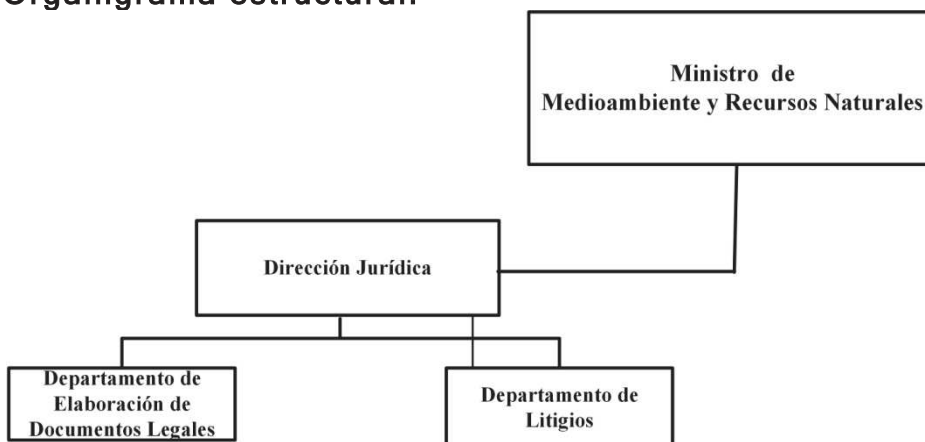 Organigrama estructural:
Ministro de
Medioambiente y Recursos Naturales
Dirección Jurídica
Departamento de
Elaboración de
Documentos Legales
Departamento de
Litigios